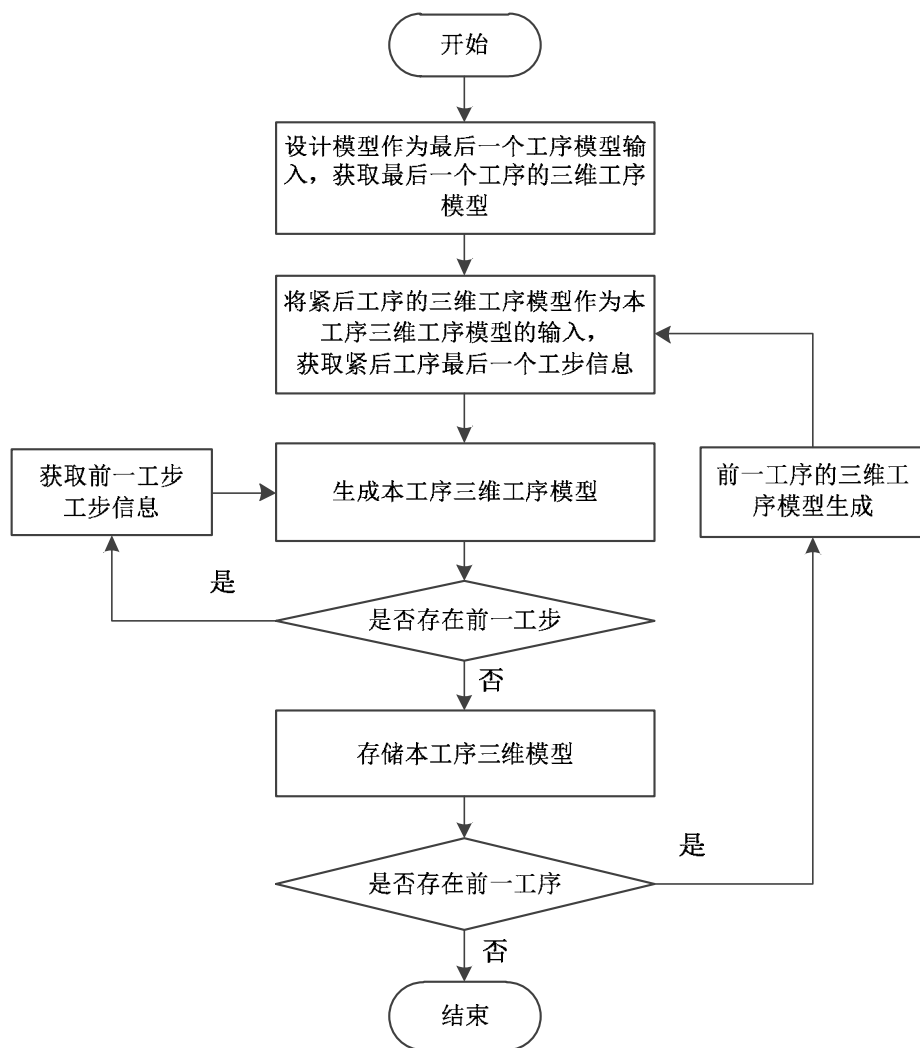 开始
设计模型作为最后一个工序模型输
入，获取最后一个工序的三维工序
模型
将紧后工序的三维工序模型作为本
工序三维工序模型的输入，
获取紧后工序最后一个工步信息
获取前一工步
工步信息
生成本工序三维工序模型
前一工序的三维工
序模型生成
是
是否存在前一工步
否
存储本工序三维模型
是
是否存在前一工序
否
结束